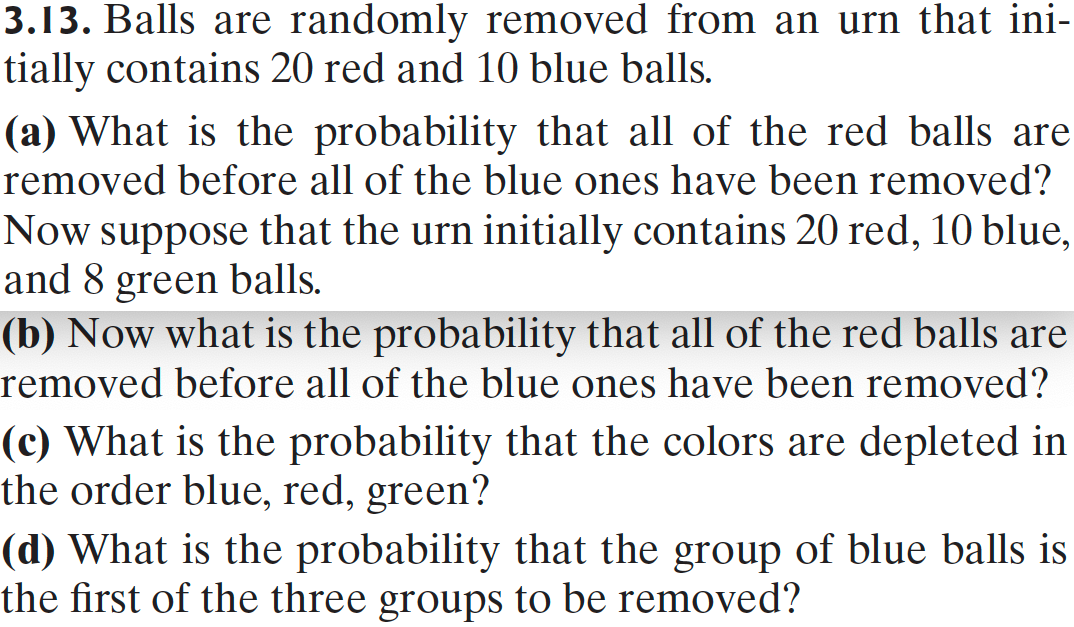 3.13. Balls are randomly removed from an urn that ini-
tially contains 20 red and 10 blue balls.
(a) What is the probability that all of the red balls are
removed before all of the blue ones have been removed?
Now suppose that the urn initially contains 20 red, 10 blue,
and 8 green balls.
(b) Now what is the probability that all of the red balls are
removed before all of the blue ones have been removed?
(c) What is the probability that the colors are depleted in
the order blue, red, green?
(d) What is the probability that the group of blue balls is
the first of the three groups to be removed?